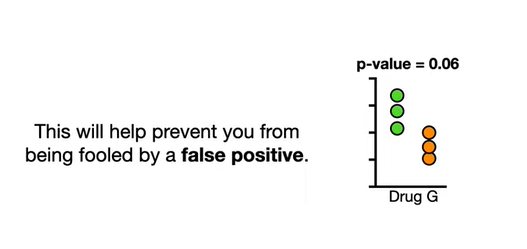 p-value = 0.06
This will help prevent you from
being fooled by a false positive.
Drug G